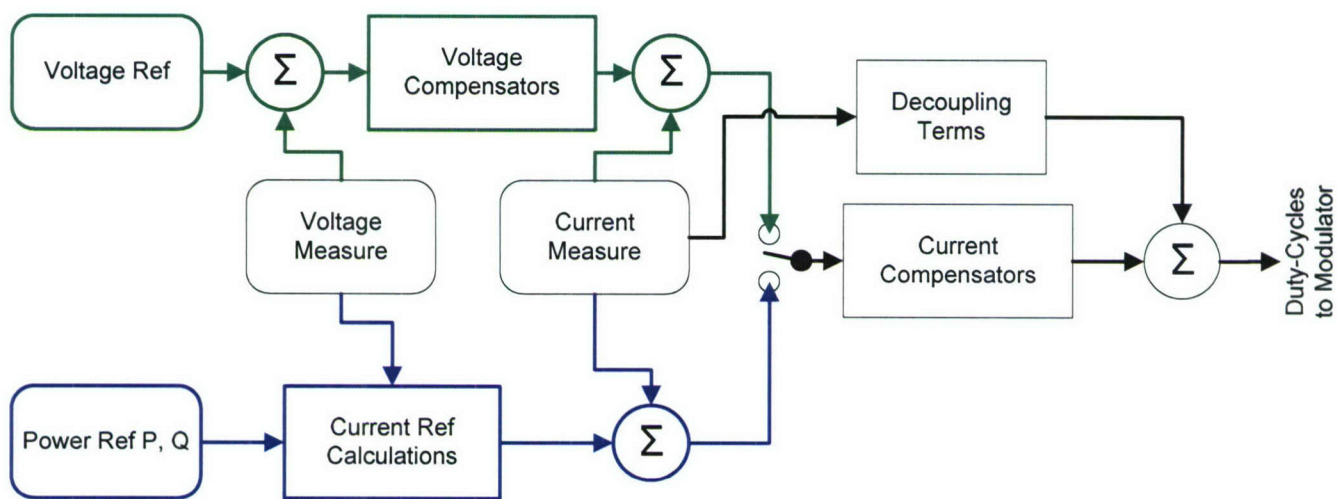 Voltage Ref
Σ
Voltage
Compensators
Σ
Decoupling
Terms
Voltage
Measure
Current
Measure
Current
Compensators
Σ
Duty-Cycles
to Modulator
Power Ref P, Q
Current Ref
Calculations
Σ